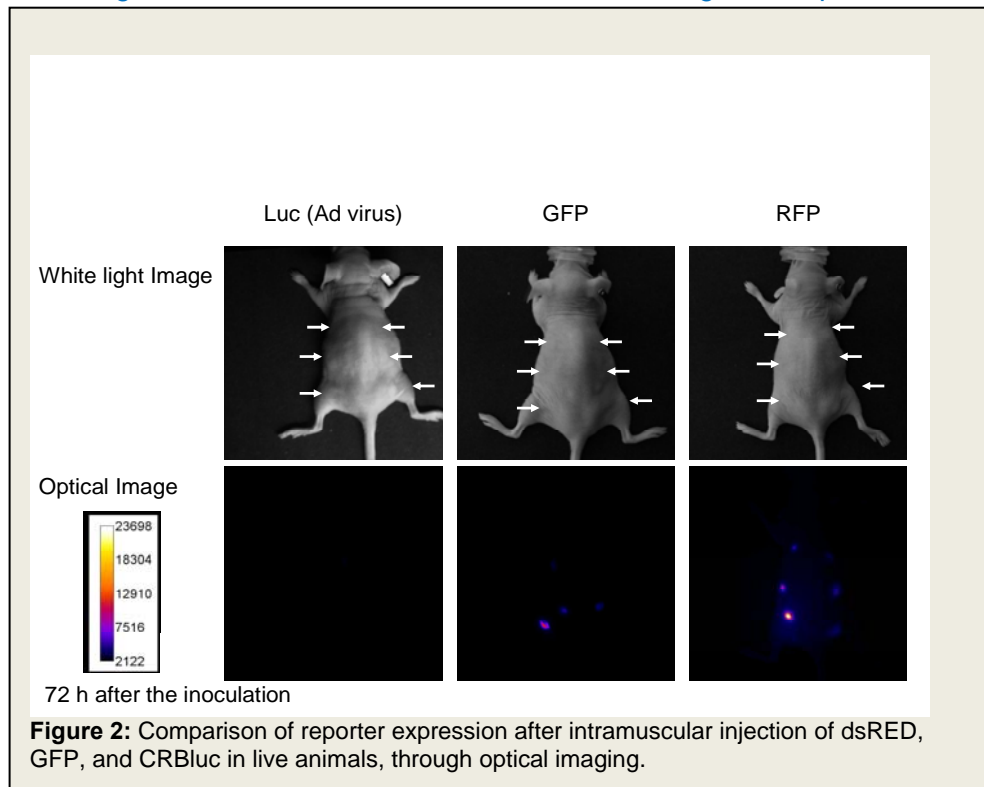 Luc (Ad virus) GFP RFP
White light Image
Optical Image
23698
18304
12910
7516
2122
72 h after the inoculation
Figure 2: Comparison of reporter expression after intramuscular injection of dsRED,
GFP, and CRBluc in live animals, through optical imaging.